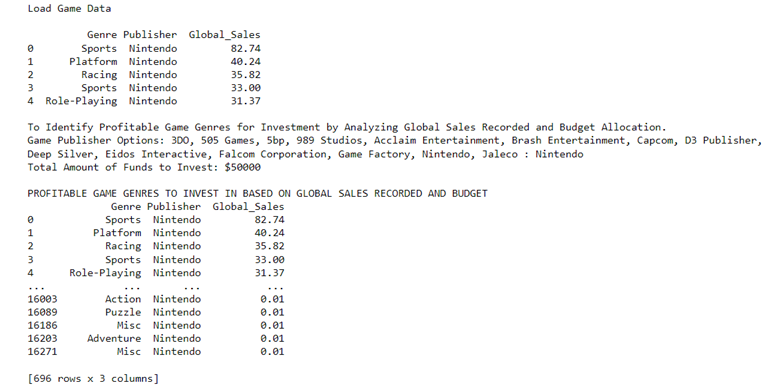 Load Game Data
Genre Publisher Global_Sales
0 Sports Nintendo 82.74
1 Platform Nintendo 40.24
2 Racing Nintendo 35.82
3 Sports Nintendo 33.00
4 Role-Playing Nintendo 31.37
To Identify Profitable Game Genres for Investment by Analyzing Global Sales Recorded and Budget Allocation.
Game Publisher Options: 3DO, 505 Games, 5bp, 989 Studios, Acclaim Entertainment, Brash Entertainment, Capcom, D3 Publisher,
Deep Silver, Eidos Interactive, Falcom Corporation, Game Factory, Nintendo, Jaleco : Nintendo
Total Amount of Funds to Invest: $50000
PROFITABLE GAME GENRES TO INVEST IN BASED ON GLOBAL SALES RECORDED AND BUDGET
Genre Publisher Global_Sales
0 Sports Nintendo 82.74
1 Platform Nintendo 40.24
2 Racing Nintendo 35.82
3 Sports Nintendo 33.00
4 Role-Playing Nintendo 31.37
... ... ... ...
16003 Action Nintendo 0.01
16089 Puzzle Nintendo 0.01
16186 Misc Nintendo 0.01
16203 Adventure Nintendo 0.01
16271 Misc Nintendo 0.01
[696 rows x 3 columns]